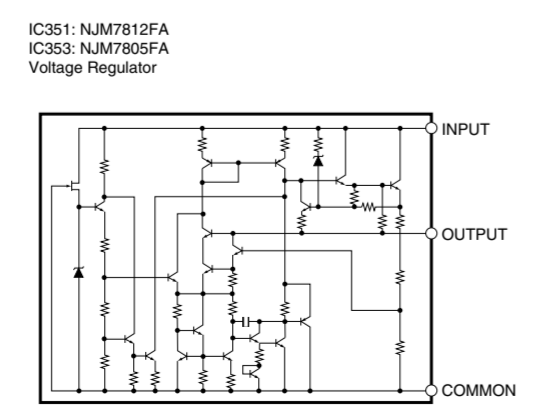 IC351: NJM7812FA
IC353: NJM7805FA
Voltage Regulator
INPUT
OUTPUT
COMMON